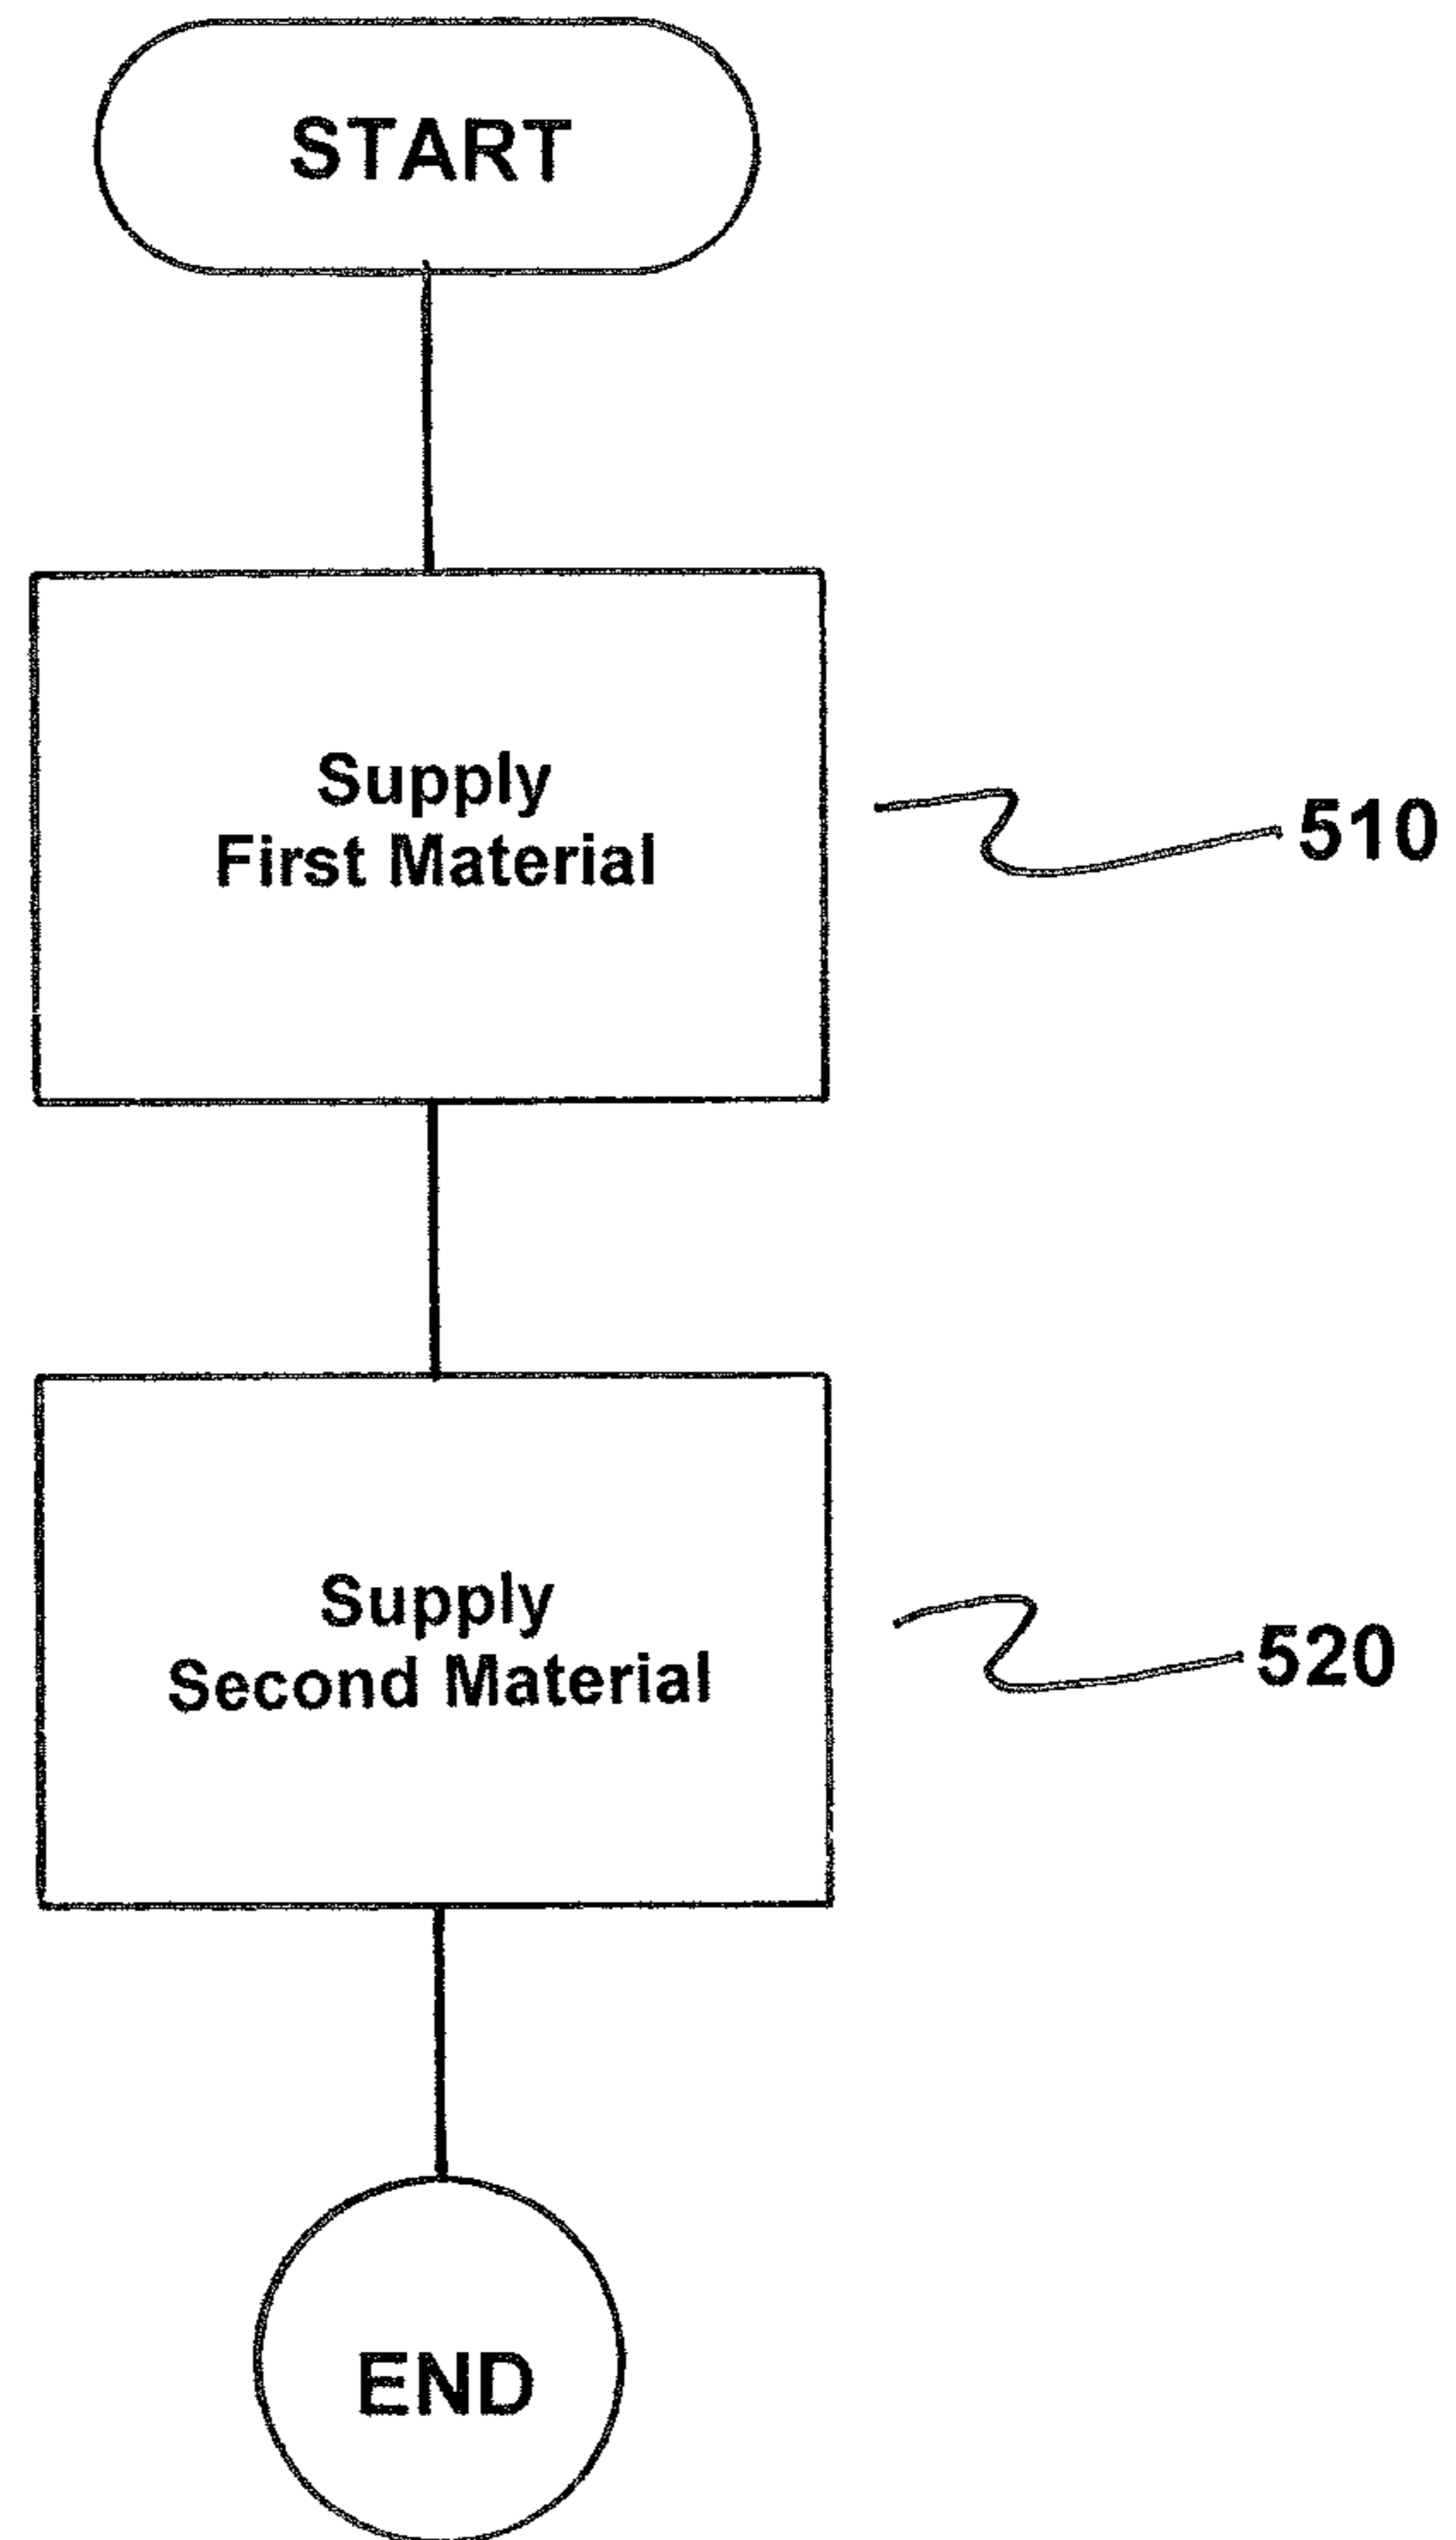 START
Supply
First Material
510
Supply
Second Material
520
END